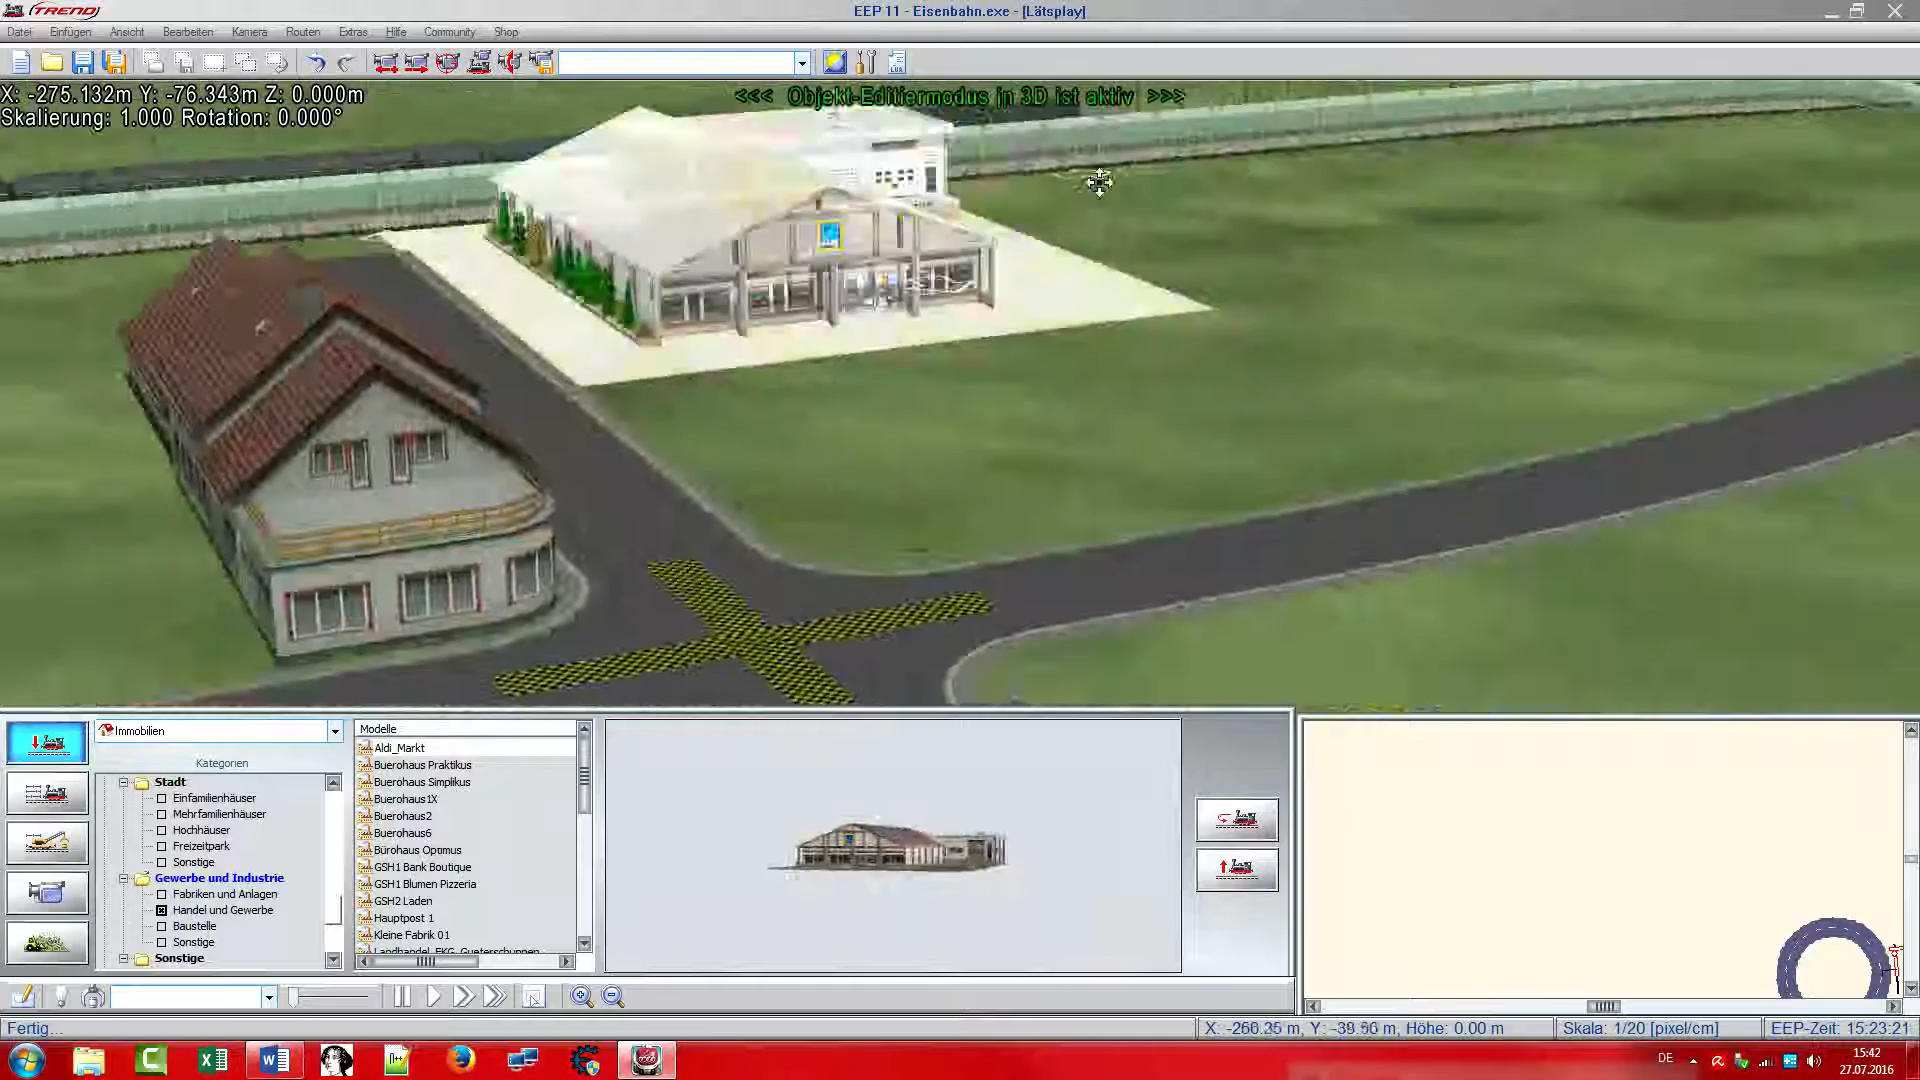 TREND
EEP 11 - Eisenbahn.exe - [Lätsplay]
Datei Einfügen Ansicht Bearbeiten Kamera Routen Extras Hilfe Community Shop
X: -275.132m Y: -76.343m Z: 0.000m
<<< Objekt-Editiermodus in 3D ist aktiv >>>
Skalierung: 1.000 Rotation: 0.000°
Immobilien
Kategorien
Stadt
Einfamilienhäuser
Mehrfamilienhäuser
Hochhäuser
Freizeitpark
Sonstige
Gewerbe und Industrie
Fabriken und Anlagen
Handel und Gewerbe
Baustelle
Sonstige
Sonstige
Modelle
Aldi_Markt
Buerohaus Praktikus
Buerohaus Simplikus
Buerohaus1X
Buerohaus2
Buerohaus6
Bürohaus Optimus
GSH1 Bank Boutique
GSH1 Blumen Pizzeria
GSH2 Laden
Hauptpost 1
Kleine Fabrik 01
Landhandel_EKG_Gueterschuppen
Fertig...
X: -266.35 m, Y: -39.96 m, Höhe: 0.00 m
Skala: 1/20 [pixel/cm]
EEP-Zeit: 15:23:21
DE
15:42
27.07.2016